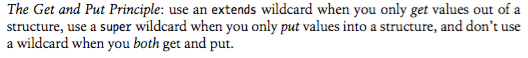 The Get and Put Principle: use an extends wildcard when you only get values out of a
structure, use a super wildcard when you only put values into a structure, and don't use
a wildcard when you both get and put.